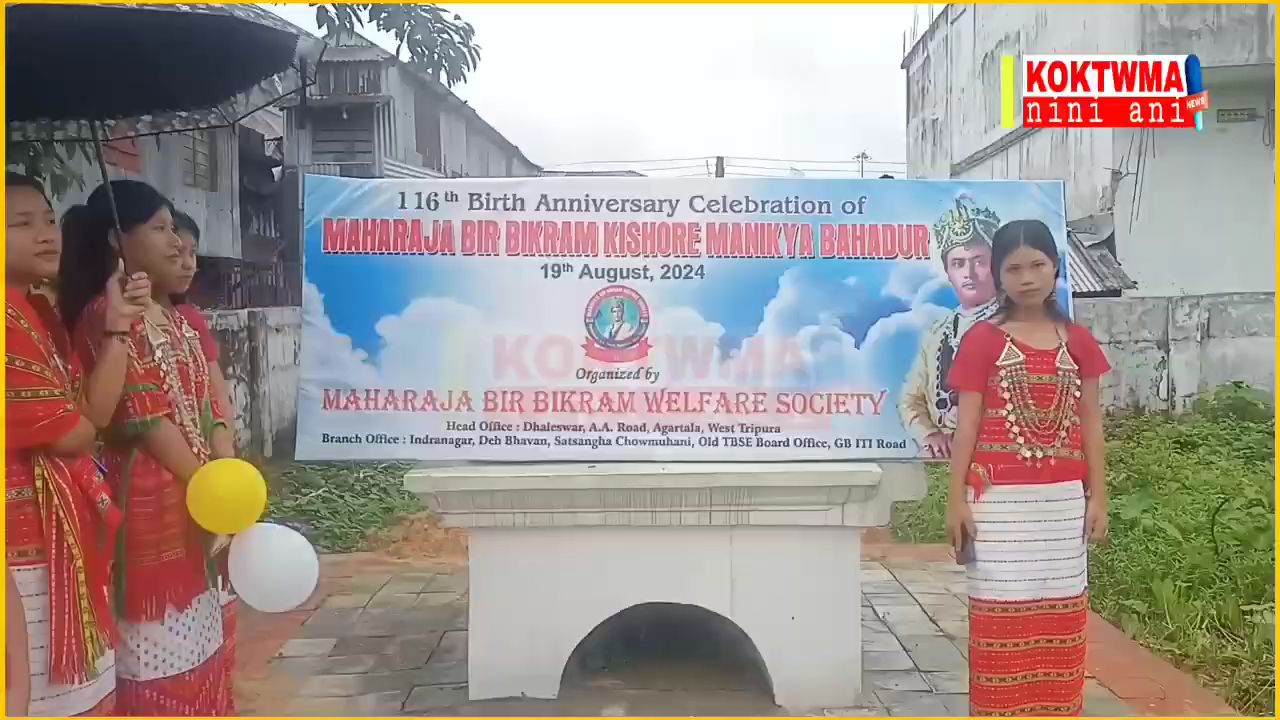 KOKTWMA
nini ani NEWS
116th Birth Anniversary Celebration of
MAHARAJA BIR BIKRAM KISHORE MANIKYA BAHADUR
19th August, 2024
KOKTWMA
Organized by
MAHARAJA BIR BIKRAM WELFARE SOCIETY
Head Office : Dhaleswar, A.A. Road, Agartala, West Tripura
Branch Office : Indranagar, Deh Bhavan, Satsangha Chowmuhani, Old TBSE Board Office, GB ITI Road